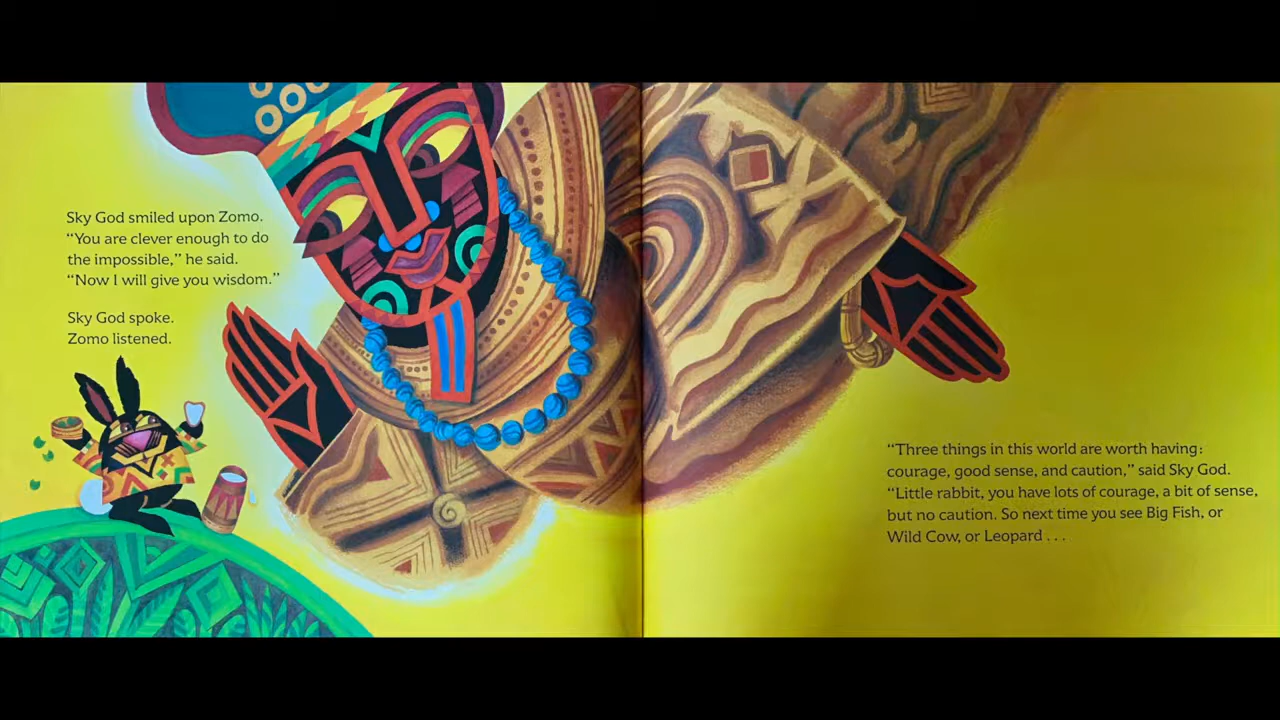 Sky God smiled upon Zomo.
“You are clever enough to do
the impossible,” he said.
“Now I will give you wisdom.”
Sky God spoke.
Zomo listened.
“Three things in this world are worth having:
courage, good sense, and caution,” said Sky God.
“Little rabbit, you have lots of courage, a bit of sense,
but no caution. So next time you see Big Fish, or
Wild Cow, or Leopard . . .